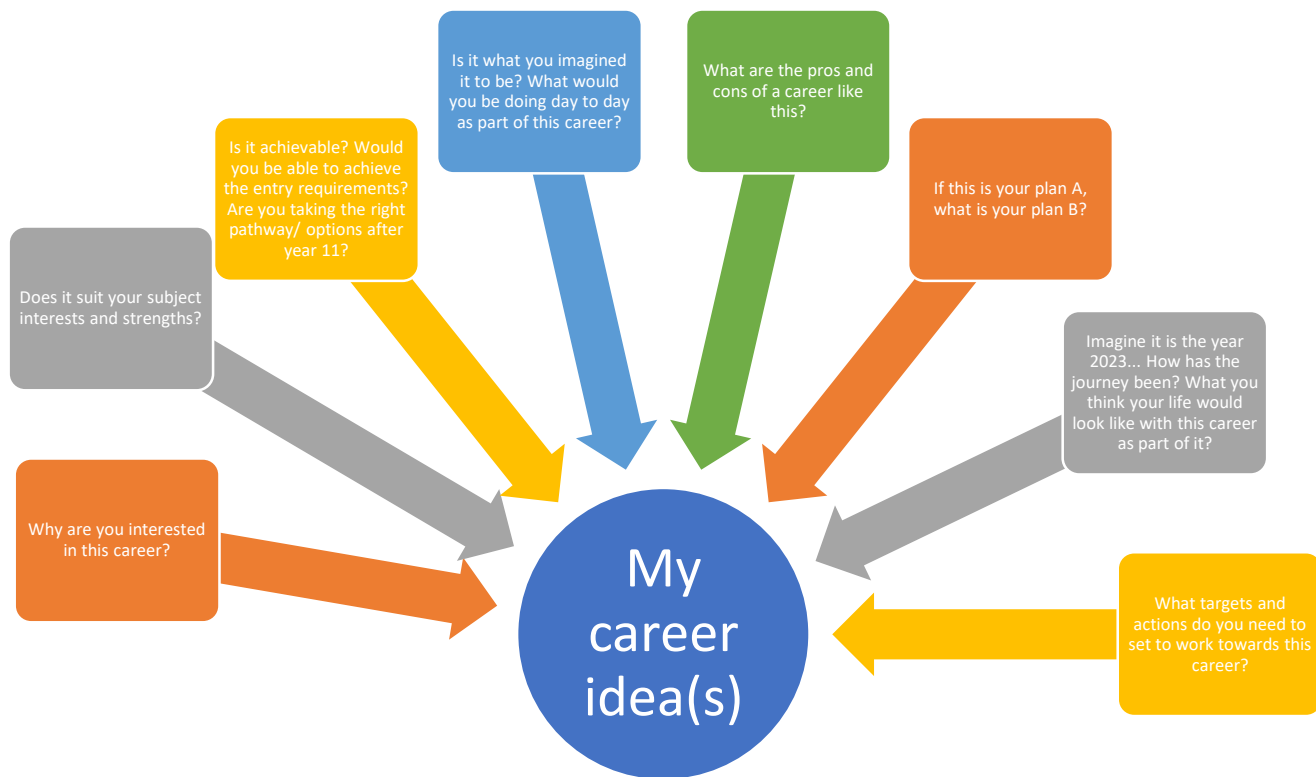 Why are you interested
in this career?
Does it suit your subject
interests and strengths?
Is it achievable? Would
you be able to achieve
the entry requirements?
Are you taking the right
pathway/ options after
year 11?
Is it what you imagined
it to be? What would
you be doing day to day
as part of this career?
What are the pros and
cons of a career like
this?
If this is your plan A,
what is your plan B?
Imagine it is the year
2023... How has the
journey been? What you
think your life would
look like with this career
as part of it?
What targets and
actions do you need to
set to work towards this
career?
My
career
idea(s)